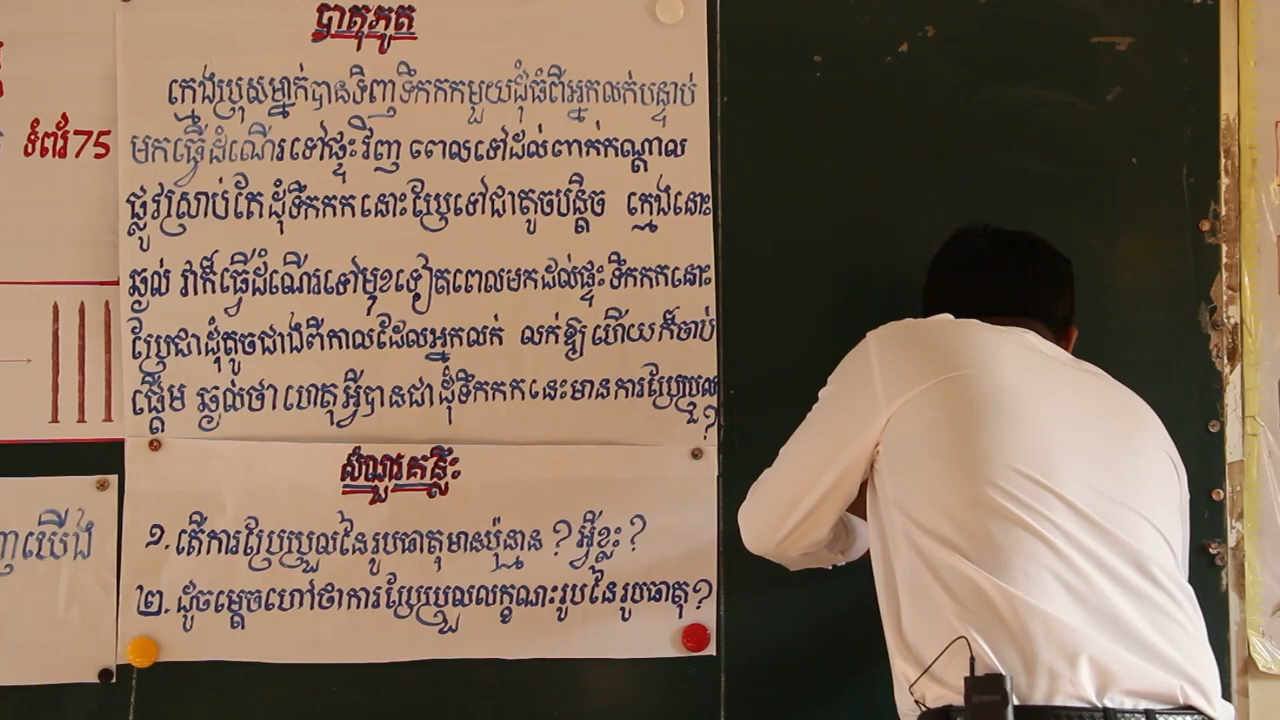 ទំព័រ 75
បាតុភូត
ក្មេងប្រុសម្នាក់បានទិញទឹកកកមួយដុំធំពីអ្នកលក់បន្ទាប់
មកធ្វើដំណើរទៅផ្ទះវិញ ពេលទៅដល់ពាក់កណ្ដាល
ផ្លូវស្រាប់តែដុំទឹកកកនោះប្រែទៅជាតូចបន្តិច ក្មេងនោះ
ឆ្ងល់ វាក៏ធ្វើដំណើរទៅមុខទៀតពេលមកដល់ផ្ទះទឹកកកនោះ
ប្រែជាដុំតូចជាងពីកាលដែលអ្នកលក់ លក់ឱ្យហើយក៏ចាប់
ផ្ដើម ឆ្ងល់ថា ហេតុអ្វីបានជាដុំទឹកកកនេះមានការប្រែប្រួល ?
សំណួរគន្លឹះ
១. តើការប្រែប្រួលនៃរូបធាតុមានប៉ុន្មាន ? អ្វីខ្លះ ?
២. ដូចម្ដេចហៅថាការប្រែប្រួលលក្ខណះរូបនៃរូបធាតុ ?
យើង